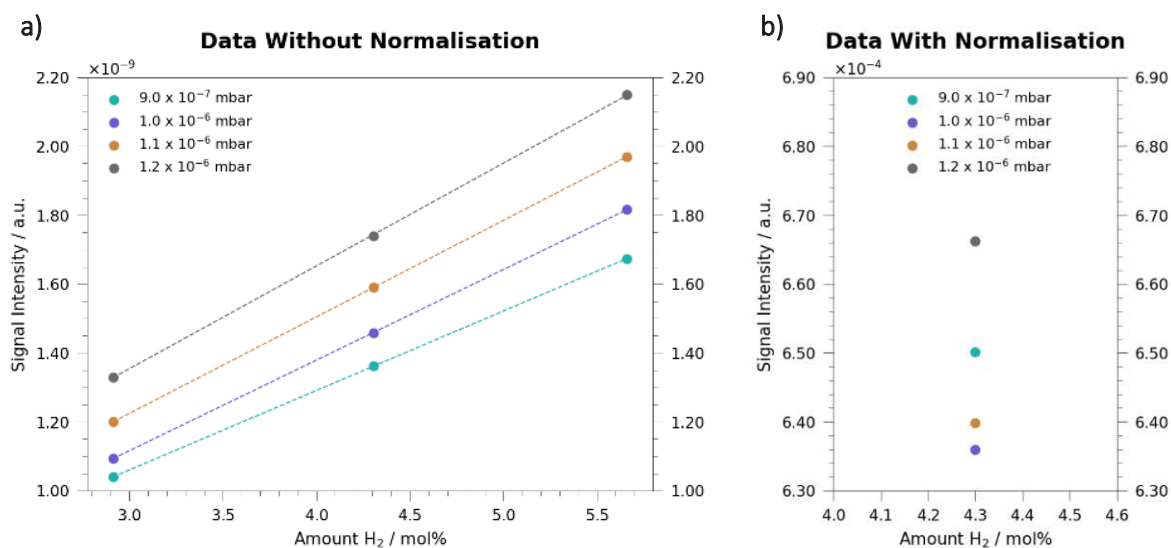 a)
Data Without Normalisation
×10⁻⁹
2.20
2.00
1.80
1.60
1.40
1.20
1.00
2.20
2.00
1.80
1.60
1.40
1.20
1.00
9.0 x 10⁻⁷ mbar
1.0 x 10⁻⁶ mbar
1.1 x 10⁻⁶ mbar
1.2 x 10⁻⁶ mbar
Signal Intensity / a.u.
3.0 4.0 4.5 5.0 5.5
Amount H₂ / mol%
b)
Data With Normalisation
×10⁻⁴
6.90
6.80
6.70
6.60
6.50
6.40
6.30
6.90
6.80
6.70
6.40
6.50
6.40
6.30
9.0 x 10⁻⁷ mbar
1.0 x 10⁻⁶ mbar
1.1 x 10⁻⁶ mbar
1.2 x 10⁻⁶ mbar
Signal Intensity / a.u.
4.0 4.1 4.2 4.3 4.4 4.5 4.6
Amount H₂ / mol%